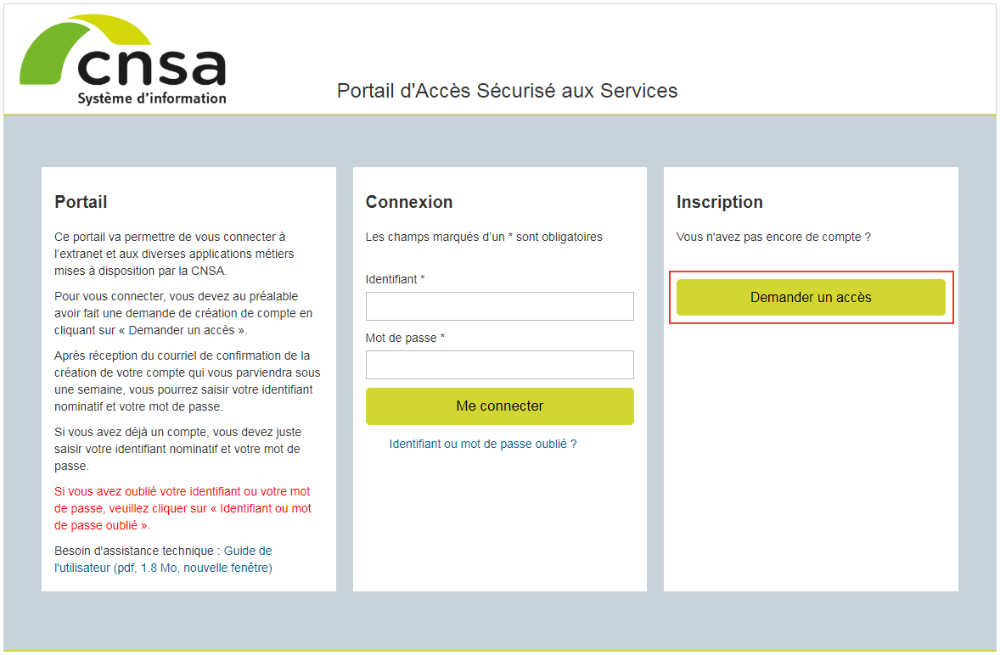 cnsa
Système d'information
Portail d'Accès Sécurisé aux Services
Portail
Ce portail va permettre de vous connecter à
l'extranet et aux diverses applications métiers
mises à disposition par la CNSA.
Pour vous connecter, vous devez au préalable
avoir fait une demande de création de compte en
cliquant sur « Demander un accès ».
Après réception du courriel de confirmation de la
création de votre compte qui vous parviendra sous
une semaine, vous pourrez saisir votre identifiant
nominatif et votre mot de passe.
Si vous avez déjà un compte, vous devez juste
saisir votre identifiant nominatif et votre mot de
passe.
Si vous avez oublié votre identifiant ou votre mot
de passe, veuillez cliquer sur « Identifiant ou mot
de passe oublié ».
Besoin d'assistance technique : Guide de
l'utilisateur (pdf, 1.8 Mo, nouvelle fenêtre)
Connexion
Les champs marqués d'un * sont obligatoires
Identifiant *
Mot de passe *
Me connecter
Identifiant ou mot de passe oublié ?
Inscription
Vous n'avez pas encore de compte ?
Demander un accès